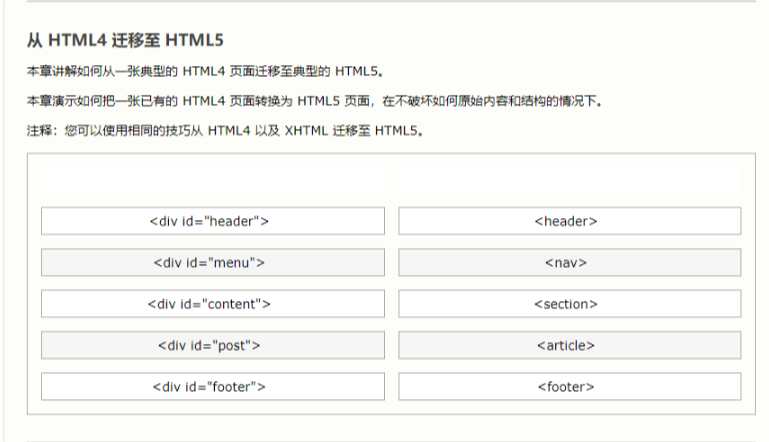 从 HTML4 迁移至 HTML5
本章讲解如何从一张典型的 HTML4 页面迁移至典型的 HTML5。
本章演示如何把一张已有的 HTML4 页面转换为 HTML5 页面，在不破坏如何原始内容和结构的情况下。
注释：您可以使用相同的技巧从 HTML4 以及 XHTML 迁移至 HTML5。
<div id="header"> <header>
<div id="menu"> <nav>
<div id="content"> <section>
<div id="post"> <article>
<div id="footer"> <footer>